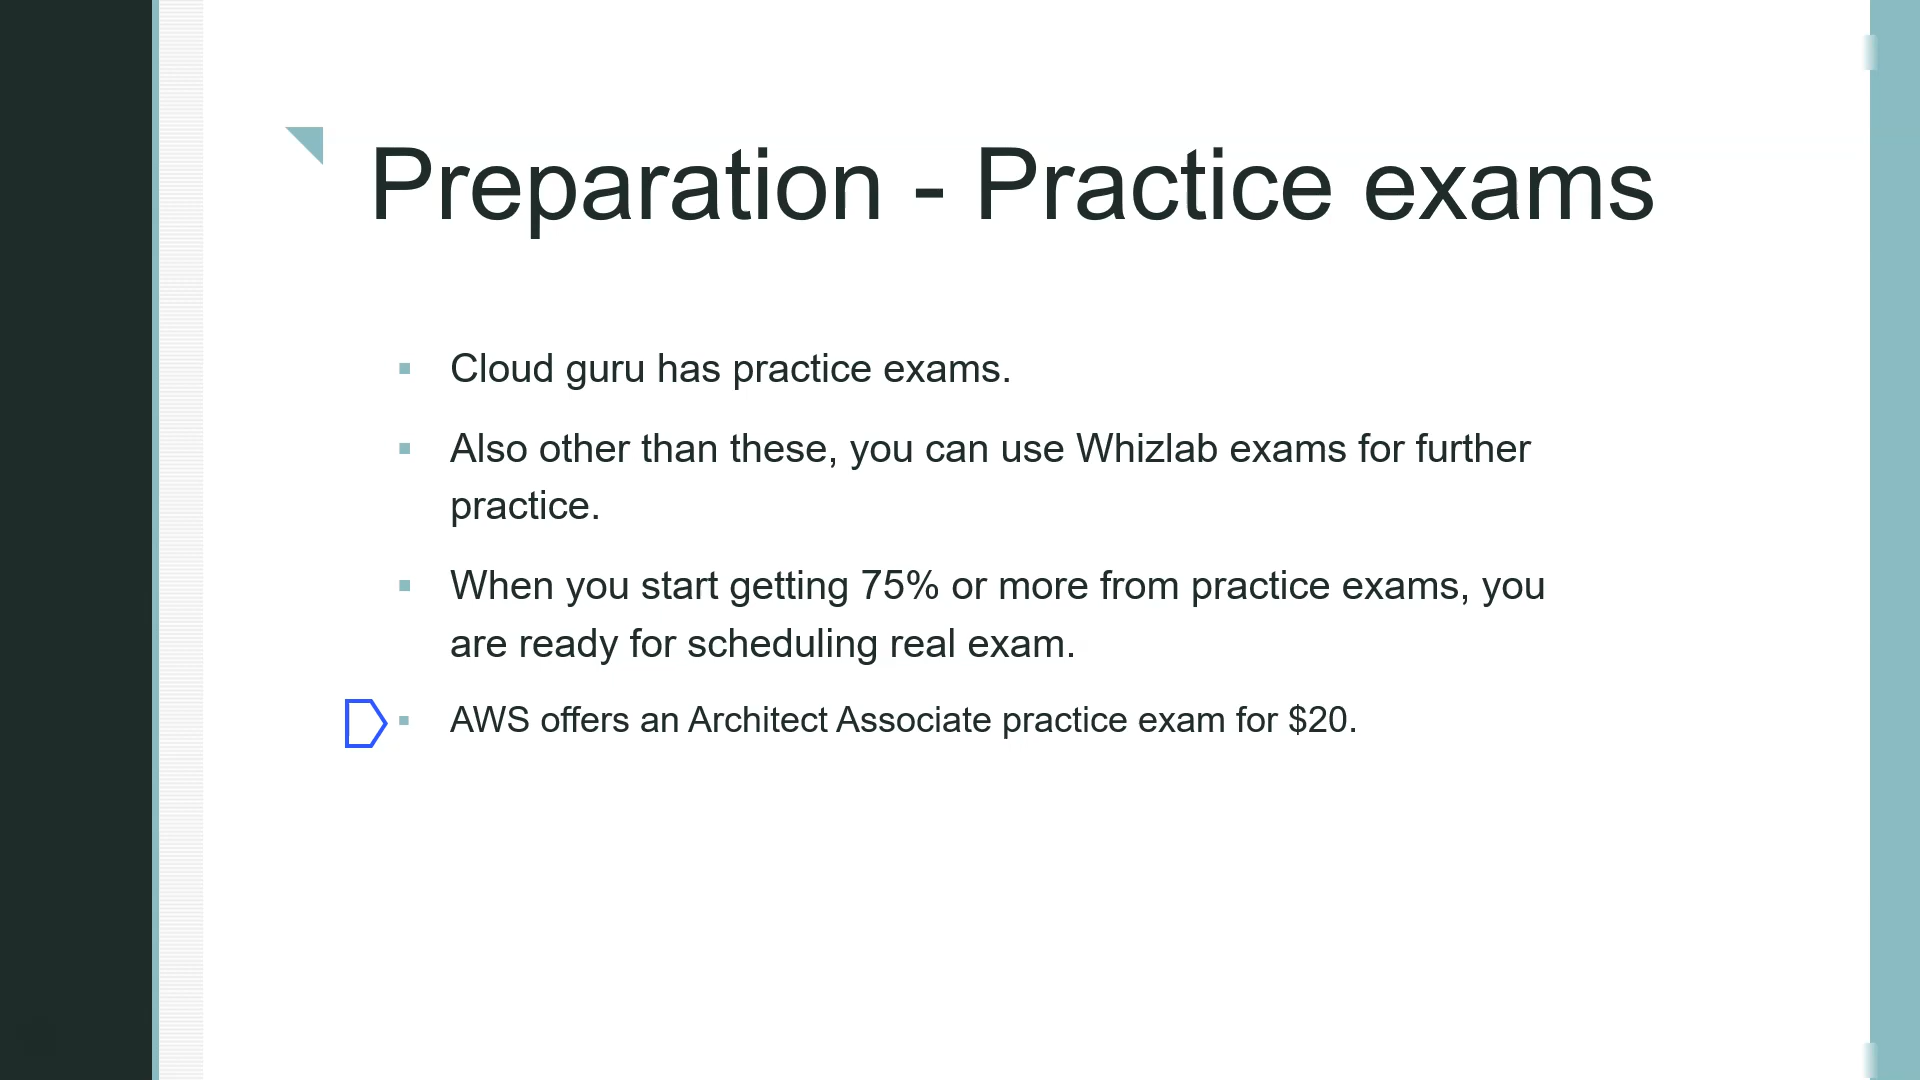 Preparation - Practice exams
Cloud guru has practice exams.
Also other than these, you can use Whizlab exams for further
practice.
When you start getting 75% or more from practice exams, you
are ready for scheduling real exam.
AWS offers an Architect Associate practice exam for $20.